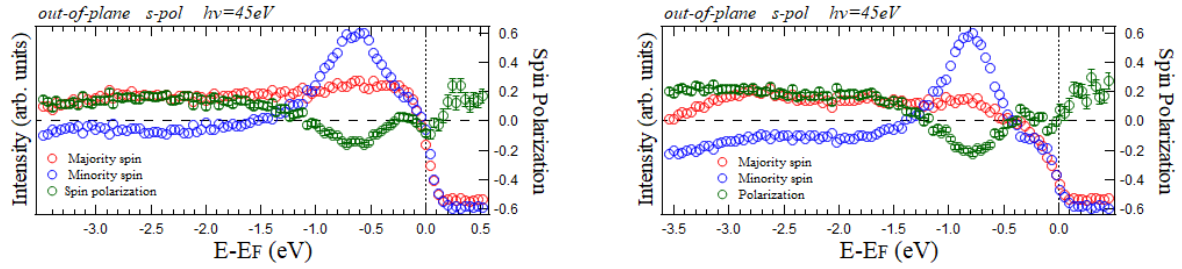 out-of-plane s-pol hv=45eV
Intensity (arb. units)
0.6
0.4
0.2
0.0
-0.2
-0.4
-0.6
Spin Polarization
Majority spin
Minority spin
Spin polarization
-3.0 -2.5 -2.0 -1.5 -1.0 -0.5 0.0 0.5
E-EF (eV)
out-of-plane s-pol hv=45eV
Intensity (arb. units)
0.6
0.4
0.2
0.0
-0.2
-0.4
-0.6
Spin Polarization
Majority spin
Minority spin
Polarization
-3.5 -3.0 -2.5 -2.0 -1.5 -1.0 -0.5 0.0
E-EF (eV)